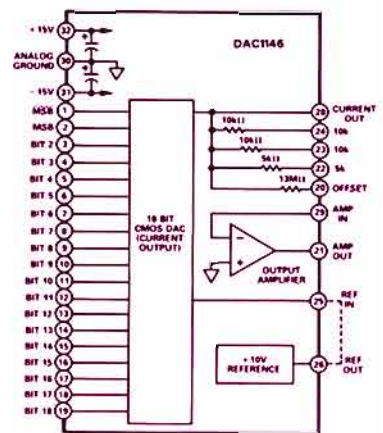 DAC1146
+15V 32
ANALOG
GROUND 30
-15V 31
M̅S̅B̅ 1
MSB 2
BIT 2 3
BIT 3 4
BIT 4 5
BIT 5 6
BIT 6 7
BIT 7 8
BIT 8 9
BIT 9 10
BIT 10 11
BIT 11 12
BIT 12 13
BIT 13 14
BIT 14 15
BIT 15 16
BIT 16 17
BIT 17 18
BIT 18 19
18 BIT
CMOS DAC
(CURRENT
OUTPUT)
10kΩ
10kΩ
5kΩ
13MΩ
28 CURRENT
OUT
24 10k
23 10k
22 5k
20 OFFSET
29 AMP
IN
21 AMP
OUT
OUTPUT
AMPLIFIER
25 REF
IN
+10V
REFERENCE
26 REF
OUT